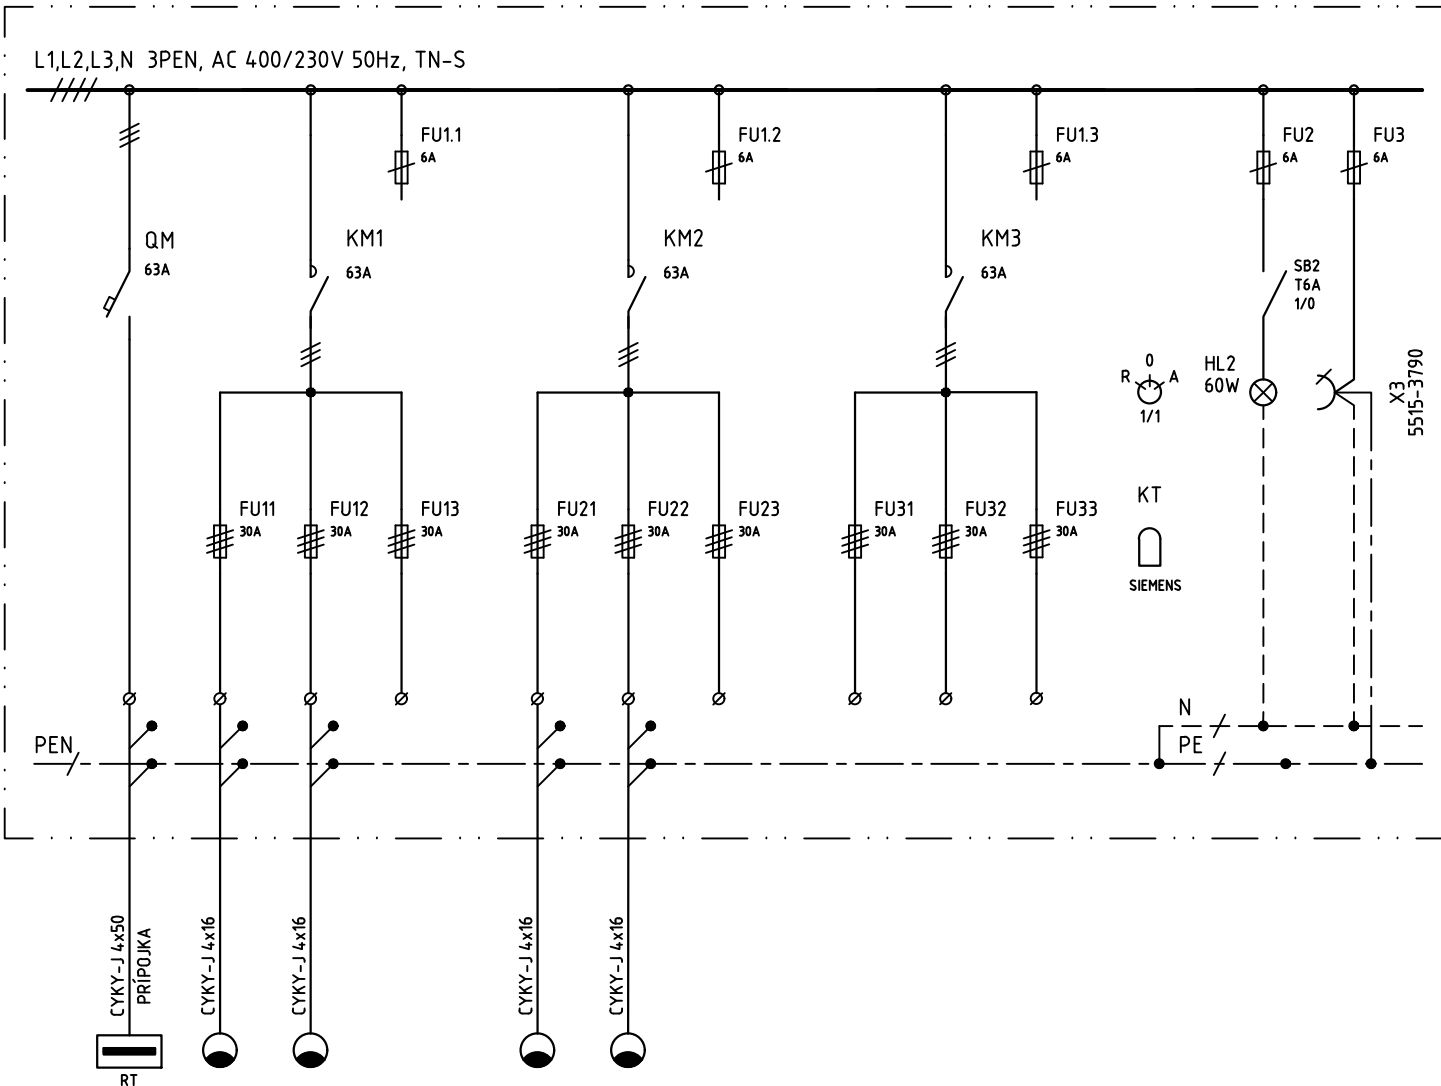 L1,L2,L3,N 3PEN, AC 400/230V 50Hz, TN-S
FU1.1
6A
FU1.2
6A
FU1.3
6A
FU2
6A
FU3
6A
QM
63A
KM1
63A
KM2
63A
KM3
63A
SB2
T6A
1/0
0
R A
1/1
HL2
60W
X3
5515-3790
FU11
30A
FU12
30A
FU13
30A
FU21
30A
FU22
30A
FU23
30A
FU31
30A
FU32
30A
FU33
30A
KT
SIEMENS
PEN
N
PE
CYKY-J 4x50
PRÍPOJKA
CYKY-J 4x16
CYKY-J 4x16
CYKY-J 4x16
CYKY-J 4x16
RT